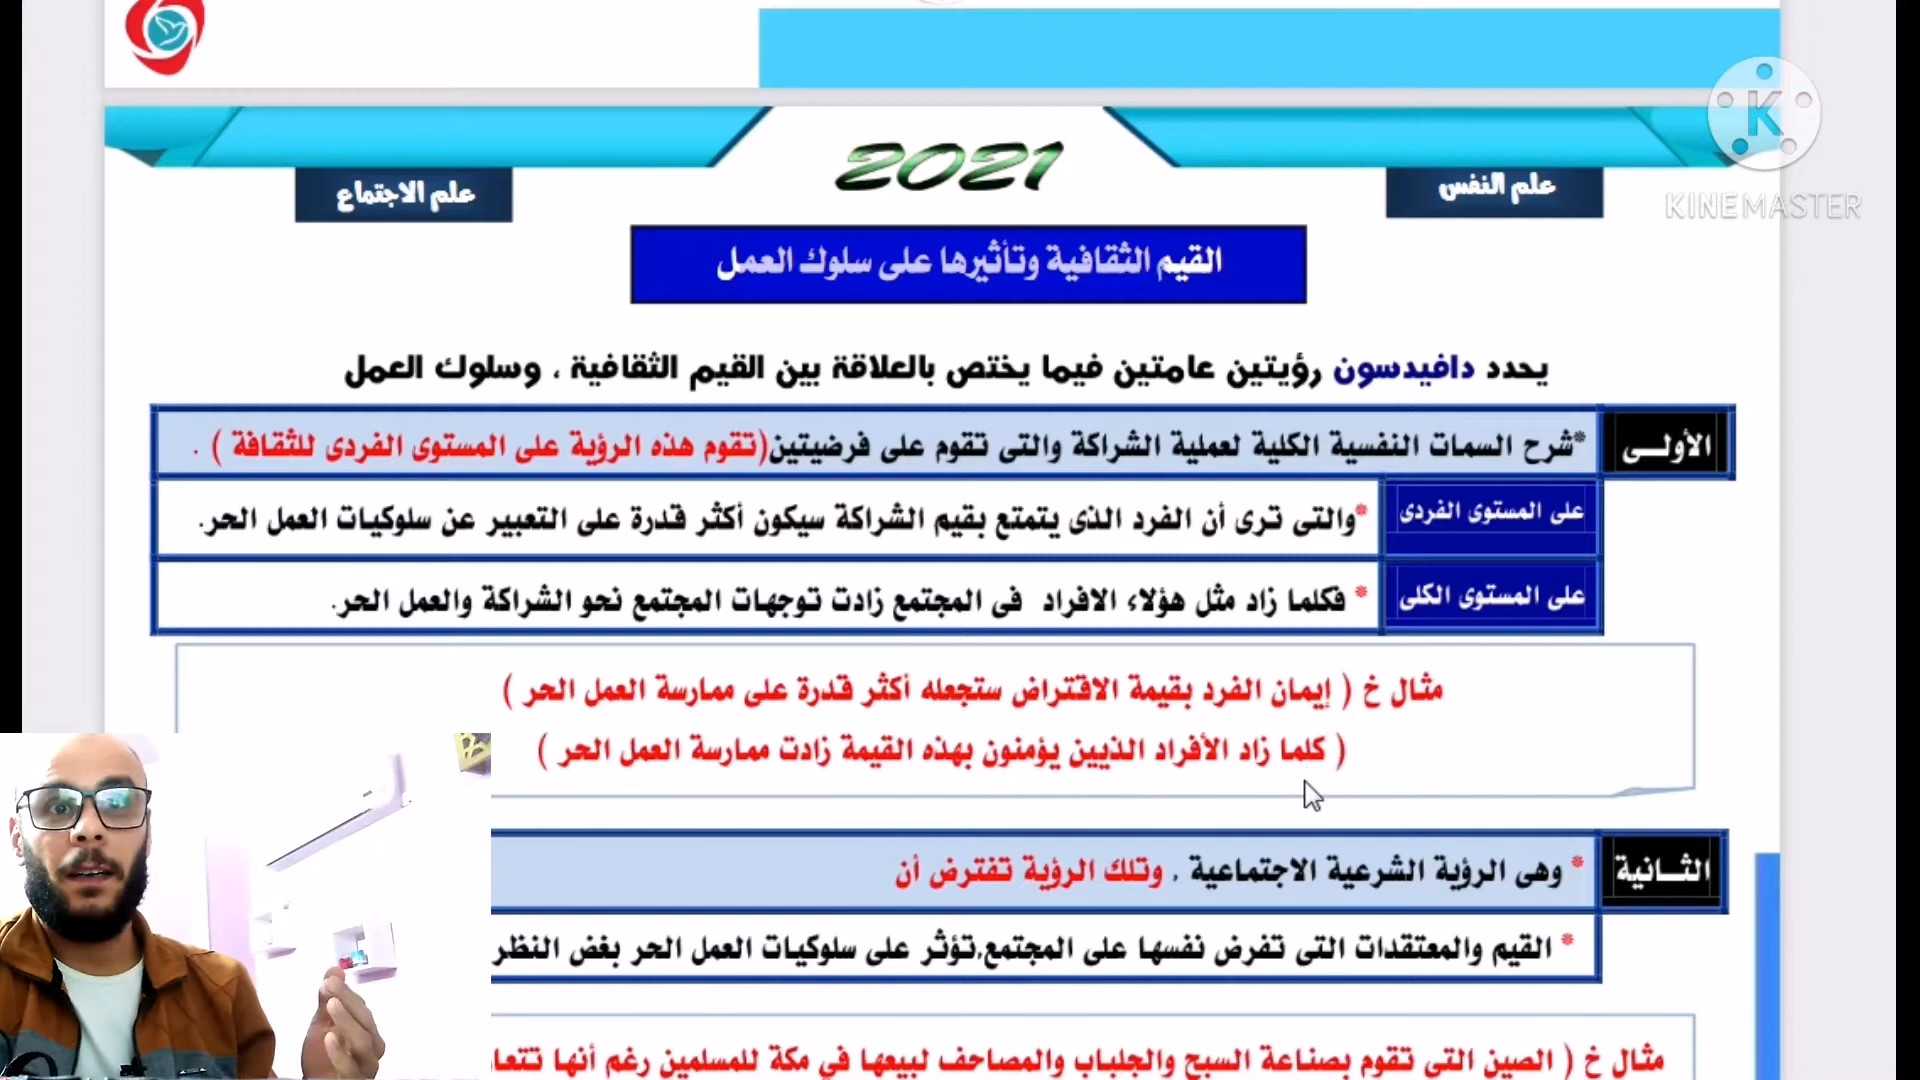 2021
علم النفس
علم الاجتماع
KINEMASTER
القيم الثقافية وتأثيرها على سلوك العمل
يحدد دافيدسون رؤيتين عامتين فيما يختص بالعلاقة بين القيم الثقافية ، وسلوك العمل
الأولـــى
*شرح السمات النفسية الكلية لعملية الشراكة والتى تقوم على فرضيتين(تقوم هذه الرؤية على المستوى الفردى للثقافة ) .
على المستوى الفردى
*والتى ترى أن الفرد الذى يتمتع بقيم الشراكة سيكون أكثر قدرة على التعبير عن سلوكيات العمل الحر.
على المستوى الكلى
* فكلما زاد مثل هؤلاء الافراد فى المجتمع زادت توجهات المجتمع نحو الشراكة والعمل الحر.
مثال خ ( إيمان الفرد بقيمة الاقتراض ستجعله أكثر قدرة على ممارسة العمل الحر )
( كلما زاد الأفراد الذيين يؤمنون بهذه القيمة زادت ممارسة العمل الحر )
الثـــانية
* وهى الرؤية الشرعية الاجتماعية . وتلك الرؤية تفترض أن
* القيم والمعتقدات التى تفرض نفسها على المجتمع,تؤثر على سلوكيات العمل الحر بغض النظر
مثال خ ( الصين التى تقوم بصناعة السبح والجلباب والمصاحف لبيعها في مكة للمسلمين رغم أنها